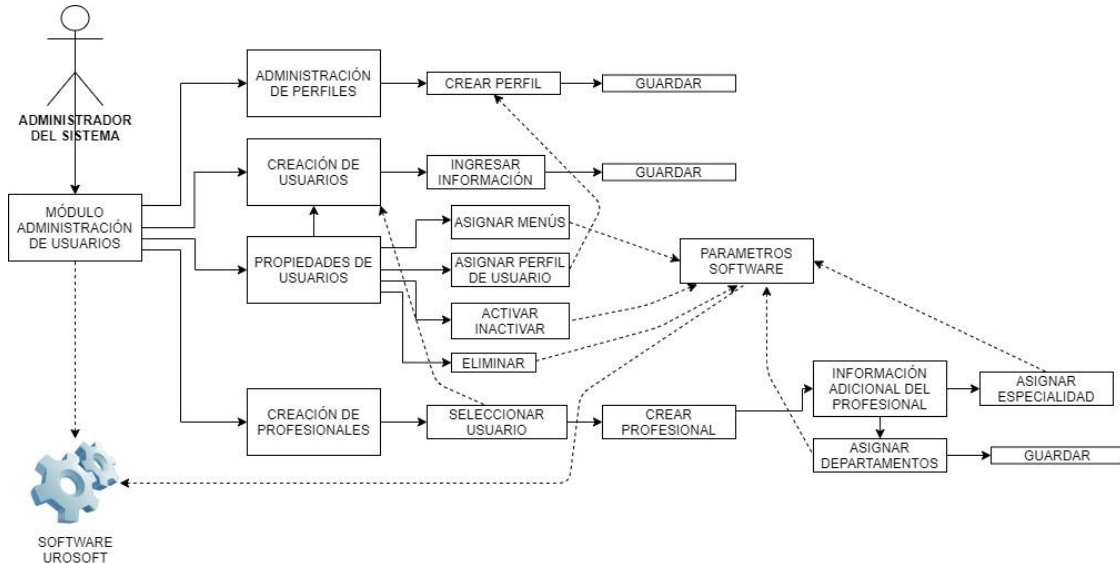 ADMINISTRADOR
DEL SISTEMA
MÓDULO
ADMINISTRACIÓN
DE USUARIOS
SOFTWARE
UROSOFT
ADMINISTRACIÓN
DE PERFILES
CREAR PERFIL
GUARDAR
CREACIÓN DE
USUARIOS
INGRESAR
INFORMACIÓN
GUARDAR
PROPIEDADES DE
USUARIOS
ASIGNAR MENÚS
ASIGNAR PERFIL
DE USUARIO
ACTIVAR
INACTIVAR
ELIMINAR
PARAMETROS
SOFTWARE
CREACIÓN DE
PROFESIONALES
SELECCIONAR
USUARIO
CREAR
PROFESIONAL
INFORMACIÓN
ADICIONAL DEL
PROFESIONAL
ASIGNAR
ESPECIALIDAD
ASIGNAR
DEPARTAMENTOS
GUARDAR